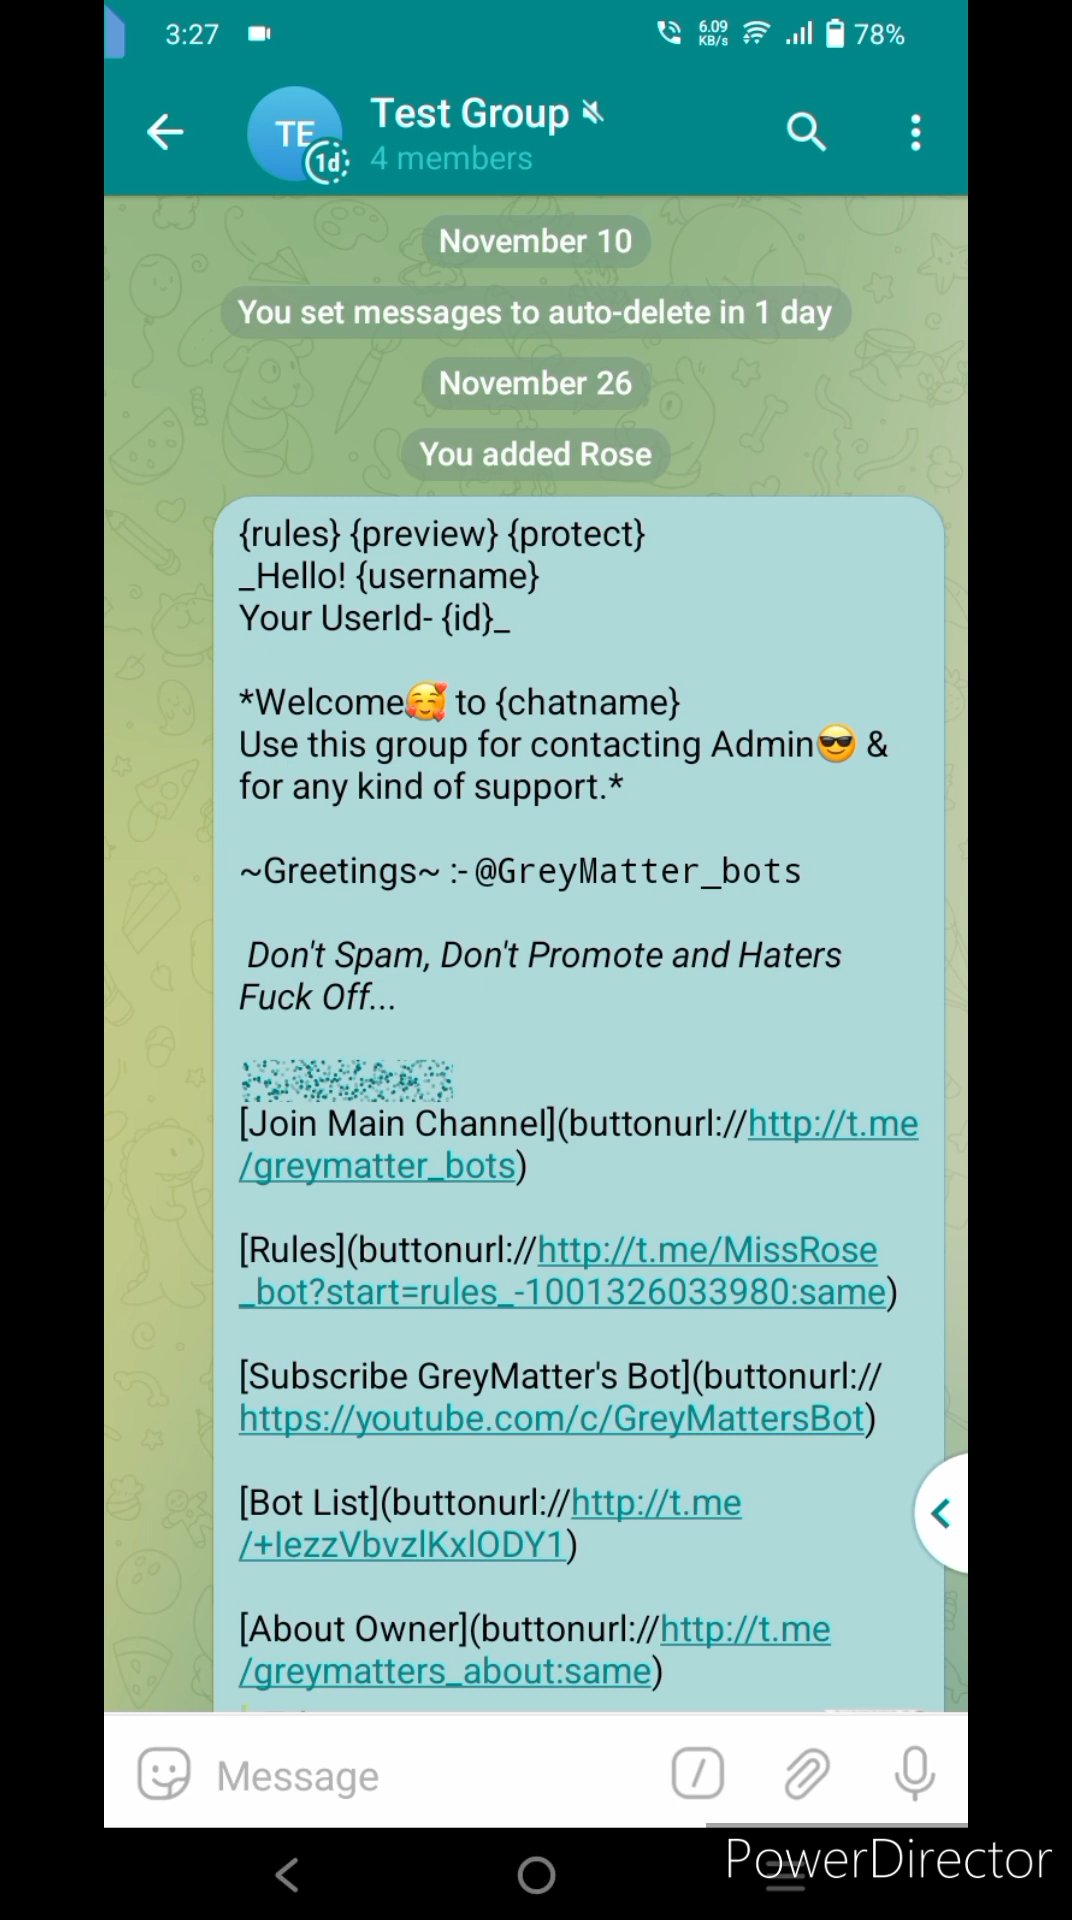 3:27
6.09
KB/s
78%
TE
1d
Test Group
4 members
November 10
You set messages to auto-delete in 1 day
November 26
You added Rose
{rules} {preview} {protect}
_Hello! {username}
Your UserId- {id}_
*Welcome🥰 to {chatname}
Use this group for contacting Admin😎 &
for any kind of support.*
~Greetings~ :- @GreyMatter_bots
Don't Spam, Don't Promote and Haters
Fuck Off...
[Join Main Channel](buttonurl://http://t.me
/greymatter_bots)
[Rules](buttonurl://http://t.me/MissRose
_bot?start=rules_-1001326033980:same)
[Subscribe GreyMatter's Bot](buttonurl://
https://youtube.com/c/GreyMattersBot)
[Bot List](buttonurl://http://t.me
/+IezzVbvzlKxlODY1)
[About Owner](buttonurl://http://t.me
/greymatters_about:same)
Message
PowerDirector